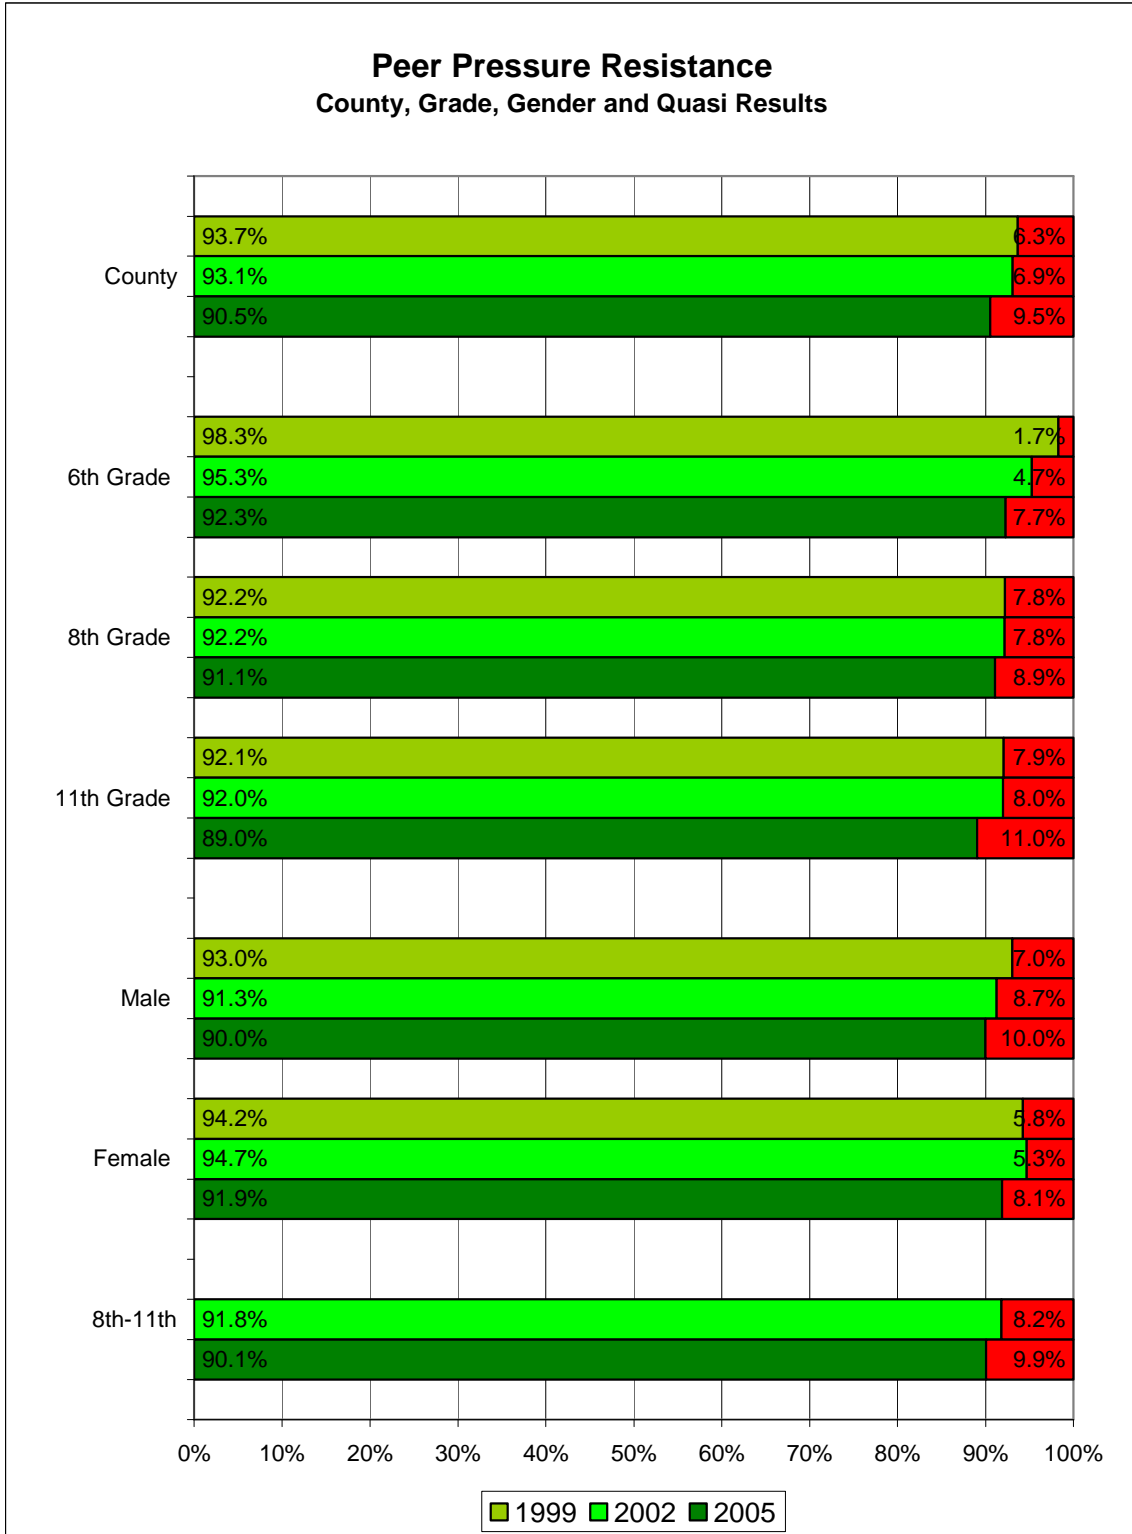 Peer Pressure Resistance
County, Grade, Gender and Quasi Results
93.7% 6.3%
County 93.1% 6.9%
90.5% 9.5%
98.3% 1.7%
6th Grade 95.3% 4.7%
92.3% 7.7%
92.2% 7.8%
8th Grade 92.2% 7.8%
91.1% 8.9%
92.1% 7.9%
11th Grade 92.0% 8.0%
89.0% 11.0%
93.0% 7.0%
Male 91.3% 8.7%
90.0% 10.0%
94.2% 5.8%
Female 94.7% 5.3%
91.9% 8.1%
8th-11th 91.8% 8.2%
90.1% 9.9%
0% 10% 20% 30% 40% 50% 60% 70% 80% 90% 100%
1999 2002 2005